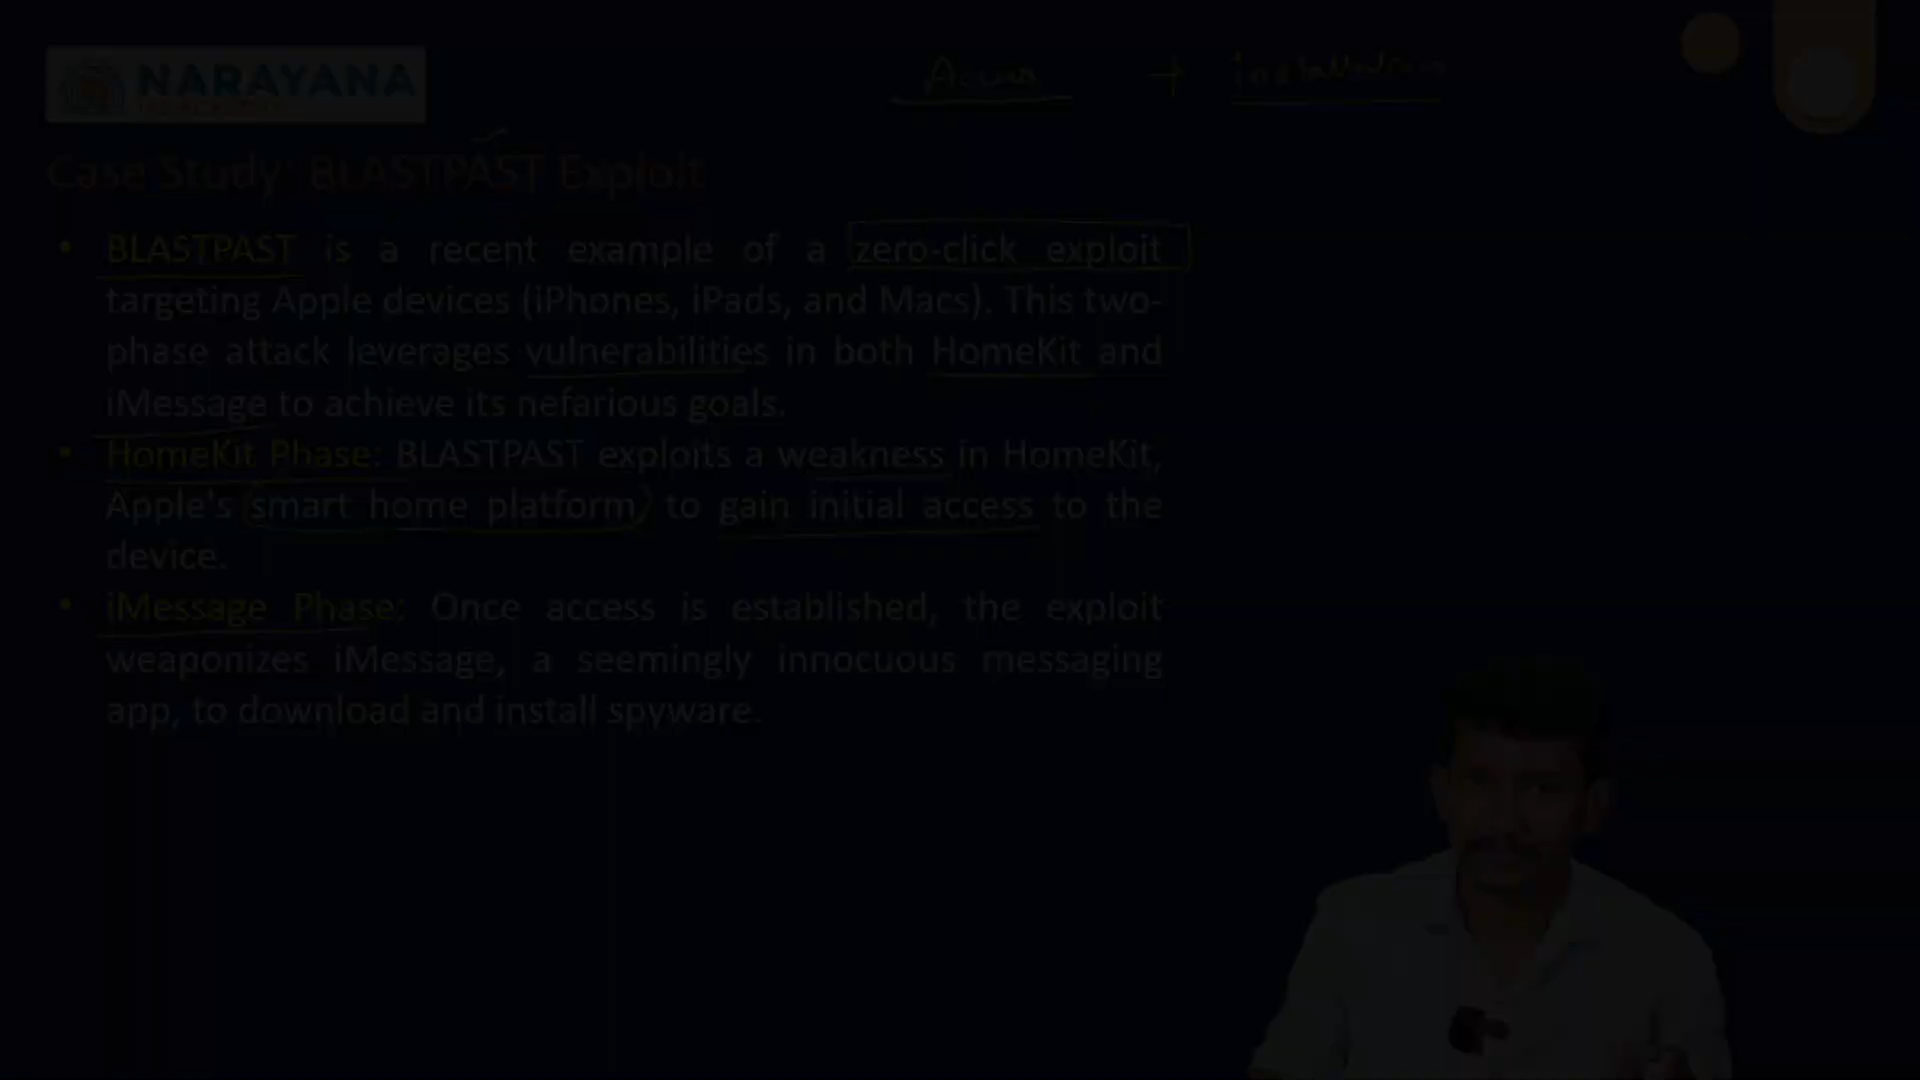 NARAYANA
Access + installation
Case Study: BLASTPAST Exploit
• BLASTPAST is a recent example of a zero-click exploit
targeting Apple devices (iPhones, iPads, and Macs). This two-
phase attack leverages vulnerabilities in both HomeKit and
iMessage to achieve its nefarious goals.
• HomeKit Phase: BLASTPAST exploits a weakness in HomeKit,
Apple's smart home platform, to gain initial access to the
device.
• iMessage Phase: Once access is established, the exploit
weaponizes iMessage, a seemingly innocuous messaging
app, to download and install spyware.